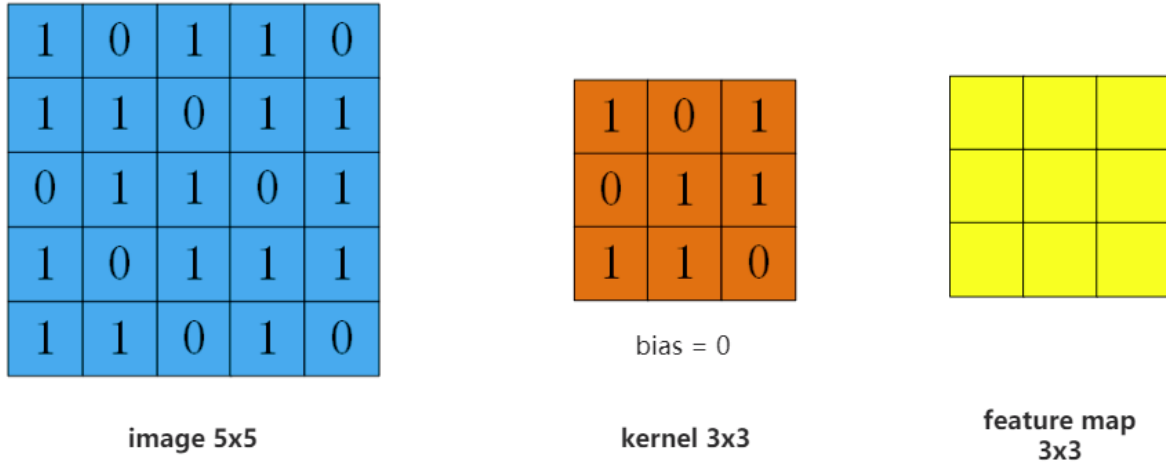 1 0 1 1 0
1 1 0 1 1
0 1 1 0 1
1 0 1 1 1
1 1 0 1 0
image 5x5
1 0 1
0 1 1
1 1 0
bias = 0
kernel 3x3
feature map
3x3